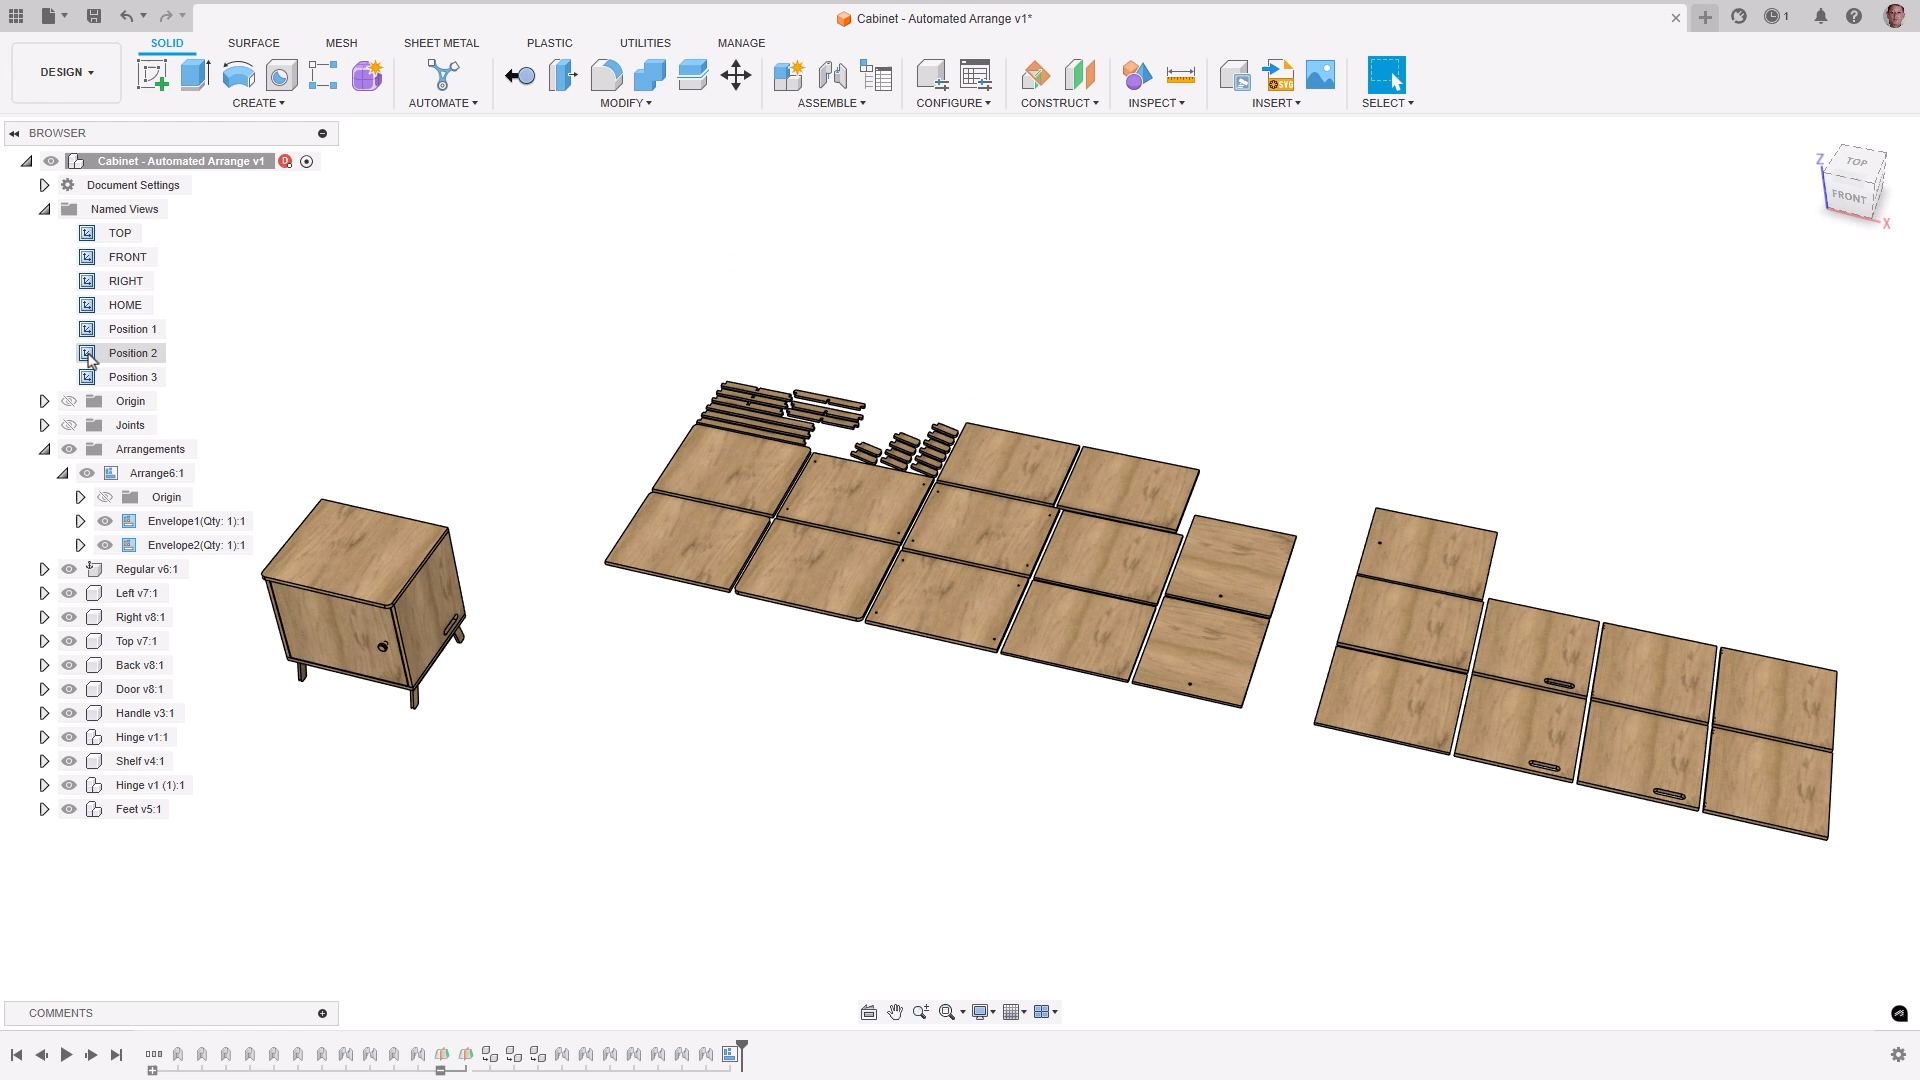 Cabinet - Automated Arrange v1*
1
DESIGN
SOLID
SURFACE
MESH
SHEET METAL
PLASTIC
UTILITIES
MANAGE
CREATE
AUTOMATE
MODIFY
ASSEMBLE
CONFIGURE
CONSTRUCT
INSPECT
INSERT
SELECT
BROWSER
Cabinet - Automated Arrange v1
D
Document Settings
Named Views
TOP
FRONT
RIGHT
HOME
Position 1
Position 2
Position 3
Origin
Joints
Arrangements
Arrange6:1
Origin
Envelope1(Qty: 1):1
Envelope2(Qty: 1):1
Regular v6:1
Left v7:1
Right v8:1
Top v7:1
Back v8:1
Door v8:1
Handle v3:1
Hinge v1:1
Shelf v4:1
Hinge v1 (1):1
Feet v5:1
Z
TOP
FRONT
X
COMMENTS